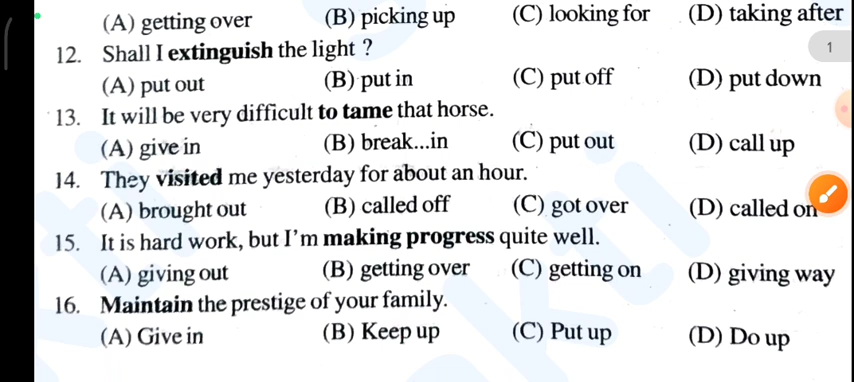 (A) getting over (B) picking up (C) looking for (D) taking after
12. Shall I extinguish the light ?
(A) put out (B) put in (C) put off (D) put down
13. It will be very difficult to tame that horse.
(A) give in (B) break...in (C) put out (D) call up
14. They visited me yesterday for about an hour.
(A) brought out (B) called off (C) got over (D) called on
15. It is hard work, but I'm making progress quite well.
(A) giving out (B) getting over (C) getting on (D) giving way
16. Maintain the prestige of your family.
(A) Give in (B) Keep up (C) Put up (D) Do up
1